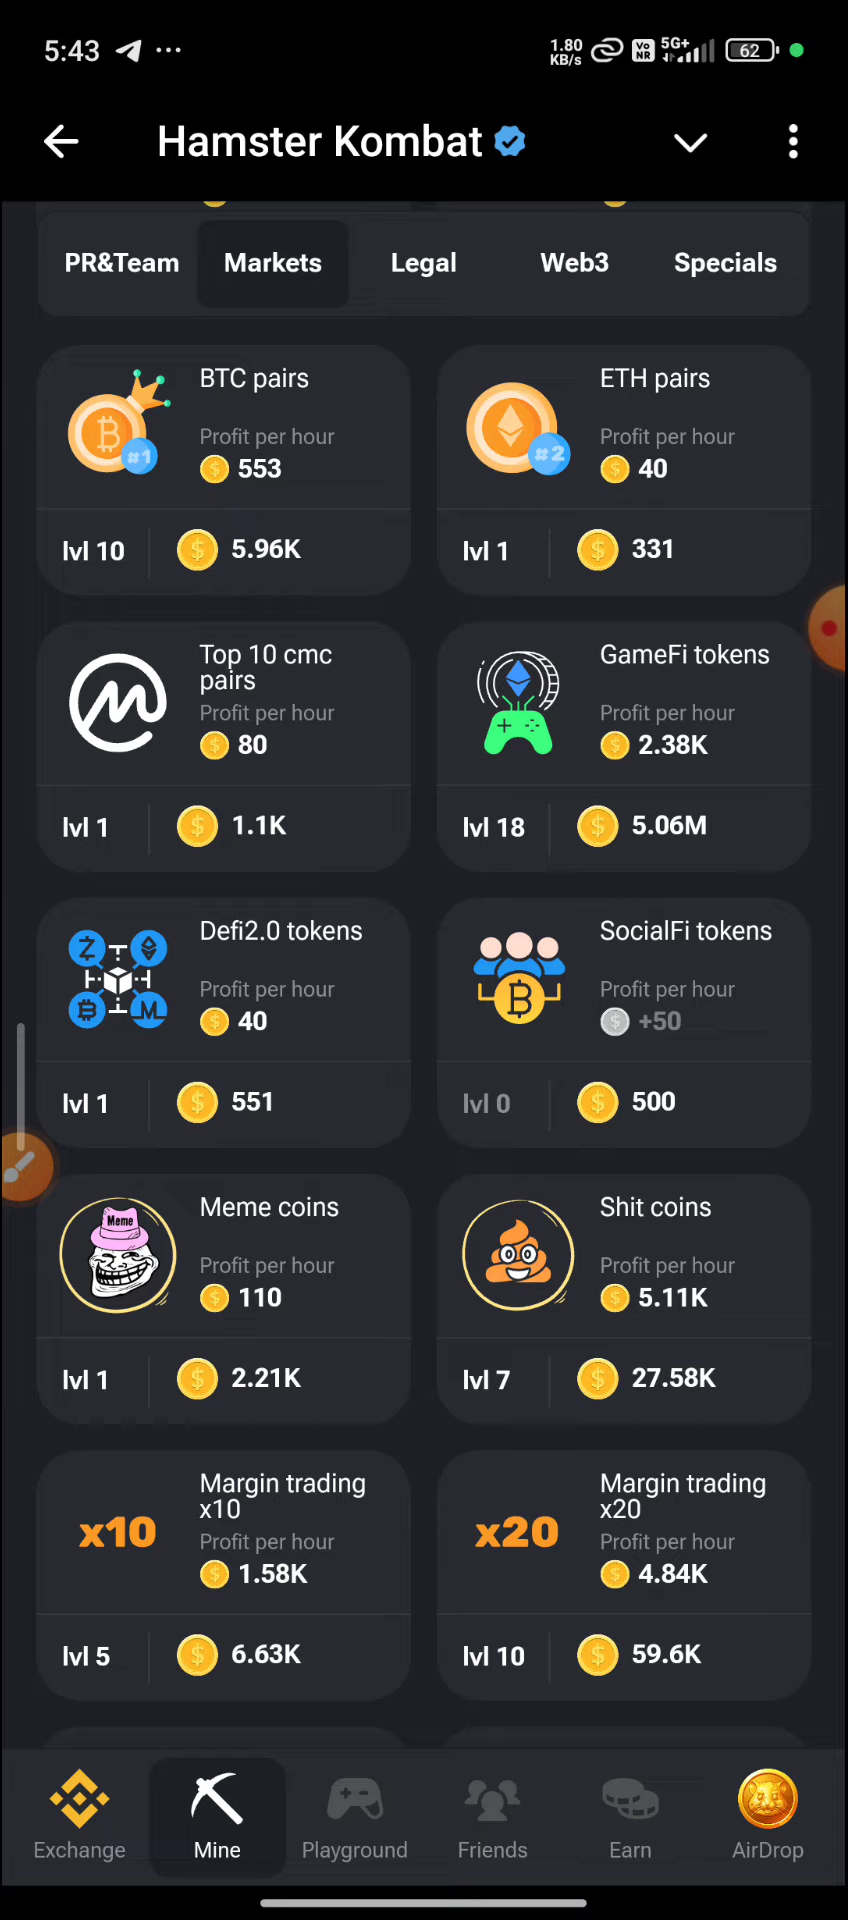 5:43
1.80
KB/s
Vo
NR
5G+
62
Hamster Kombat
PR&Team
Markets
Legal
Web3
Specials
BTC pairs
Profit per hour
#1
553
lvl 10
5.96K
ETH pairs
Profit per hour
#2
40
lvl 1
331
Top 10 cmc
pairs
Profit per hour
80
lvl 1
1.1K
GameFi tokens
Profit per hour
2.38K
lvl 18
5.06M
Defi2.0 tokens
Profit per hour
40
lvl 1
551
SocialFi tokens
Profit per hour
+50
lvl 0
500
Meme
Meme coins
Profit per hour
110
lvl 1
2.21K
Shit coins
Profit per hour
5.11K
lvl 7
27.58K
x10
Margin trading
x10
Profit per hour
1.58K
lvl 5
6.63K
x20
Margin trading
x20
Profit per hour
4.84K
lvl 10
59.6K
Exchange
Mine
Playground
Friends
Earn
AirDrop